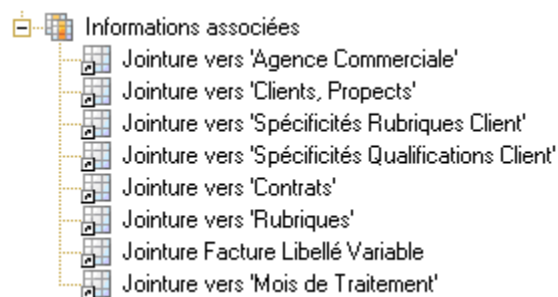 Informations associées
Jointure vers 'Agence Commerciale'
Jointure vers 'Clients, Propects'
Jointure vers 'Spécificités Rubriques Client'
Jointure vers 'Spécificités Qualifications Client'
Jointure vers 'Contrats'
Jointure vers 'Rubriques'
Jointure Facture Libellé Variable
Jointure vers 'Mois de Traitement'